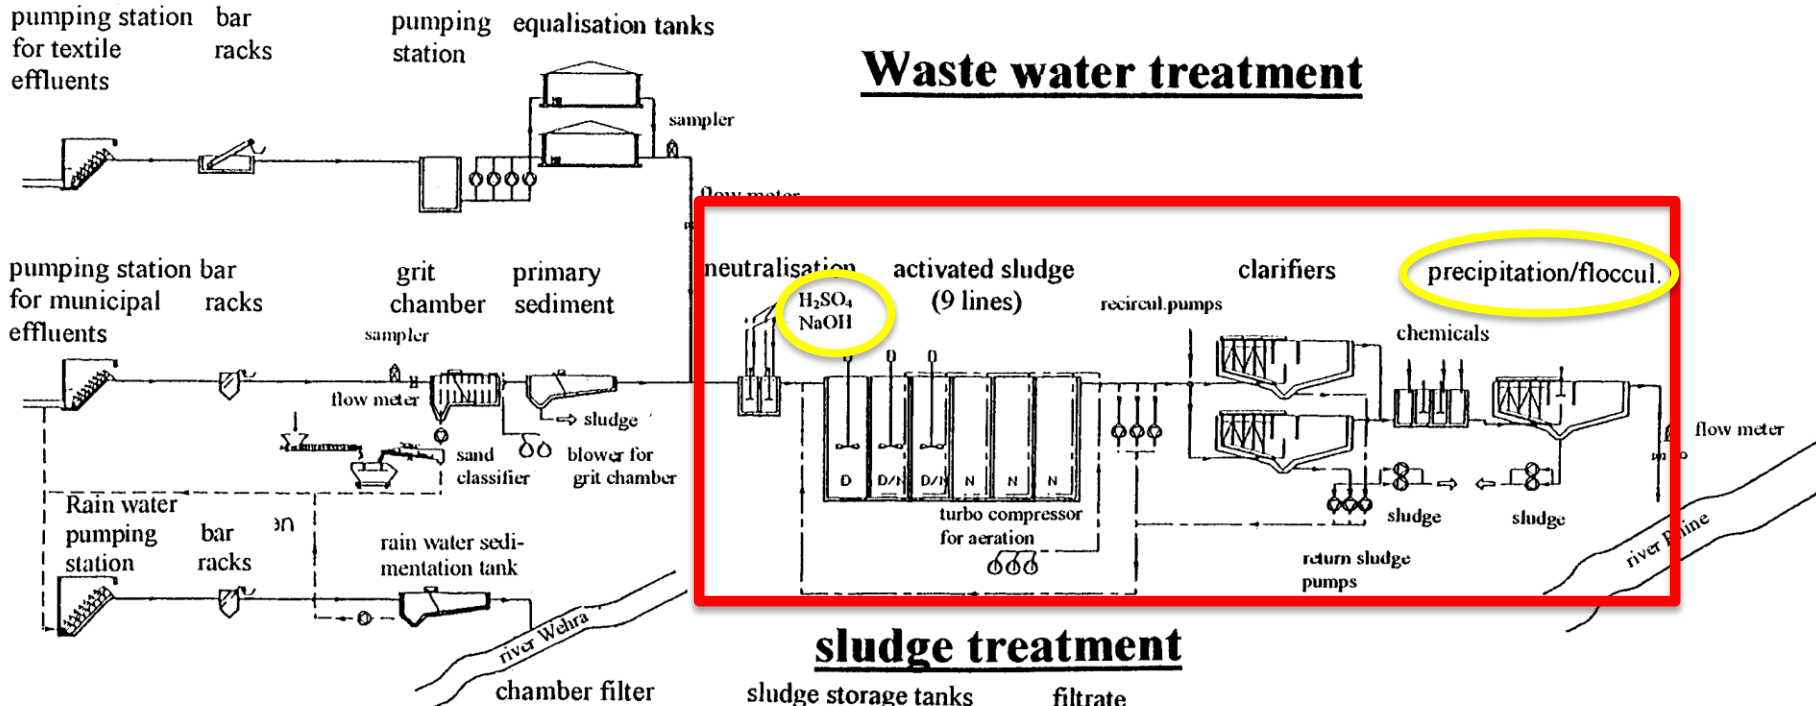 pumping station
for textile
effluents
bar
racks
pumping
station
equalisation tanks
Waste water treatment
sampler
flow meter
pumping station
for municipal
effluents
bar
racks
grit
chamber
primary
sediment
neutralisation
H₂SO₄
NaOH
activated sludge
(9 lines)
recircul.pumps
clarifiers
precipitation/floccul.
chemicals
sampler
flow meter
sludge
sand
classifier
blower for
grit chamber
D
D/N
D/N
N
N
N
turbo compressor
for aeration
return sludge
pumps
sludge
sludge
flow meter
river Rhine
Rain water
pumping
station
bar
racks
rain water sedi-
mentation tank
river Wehra
sludge treatment
chamber filter
sludge storage tanks
filtrate